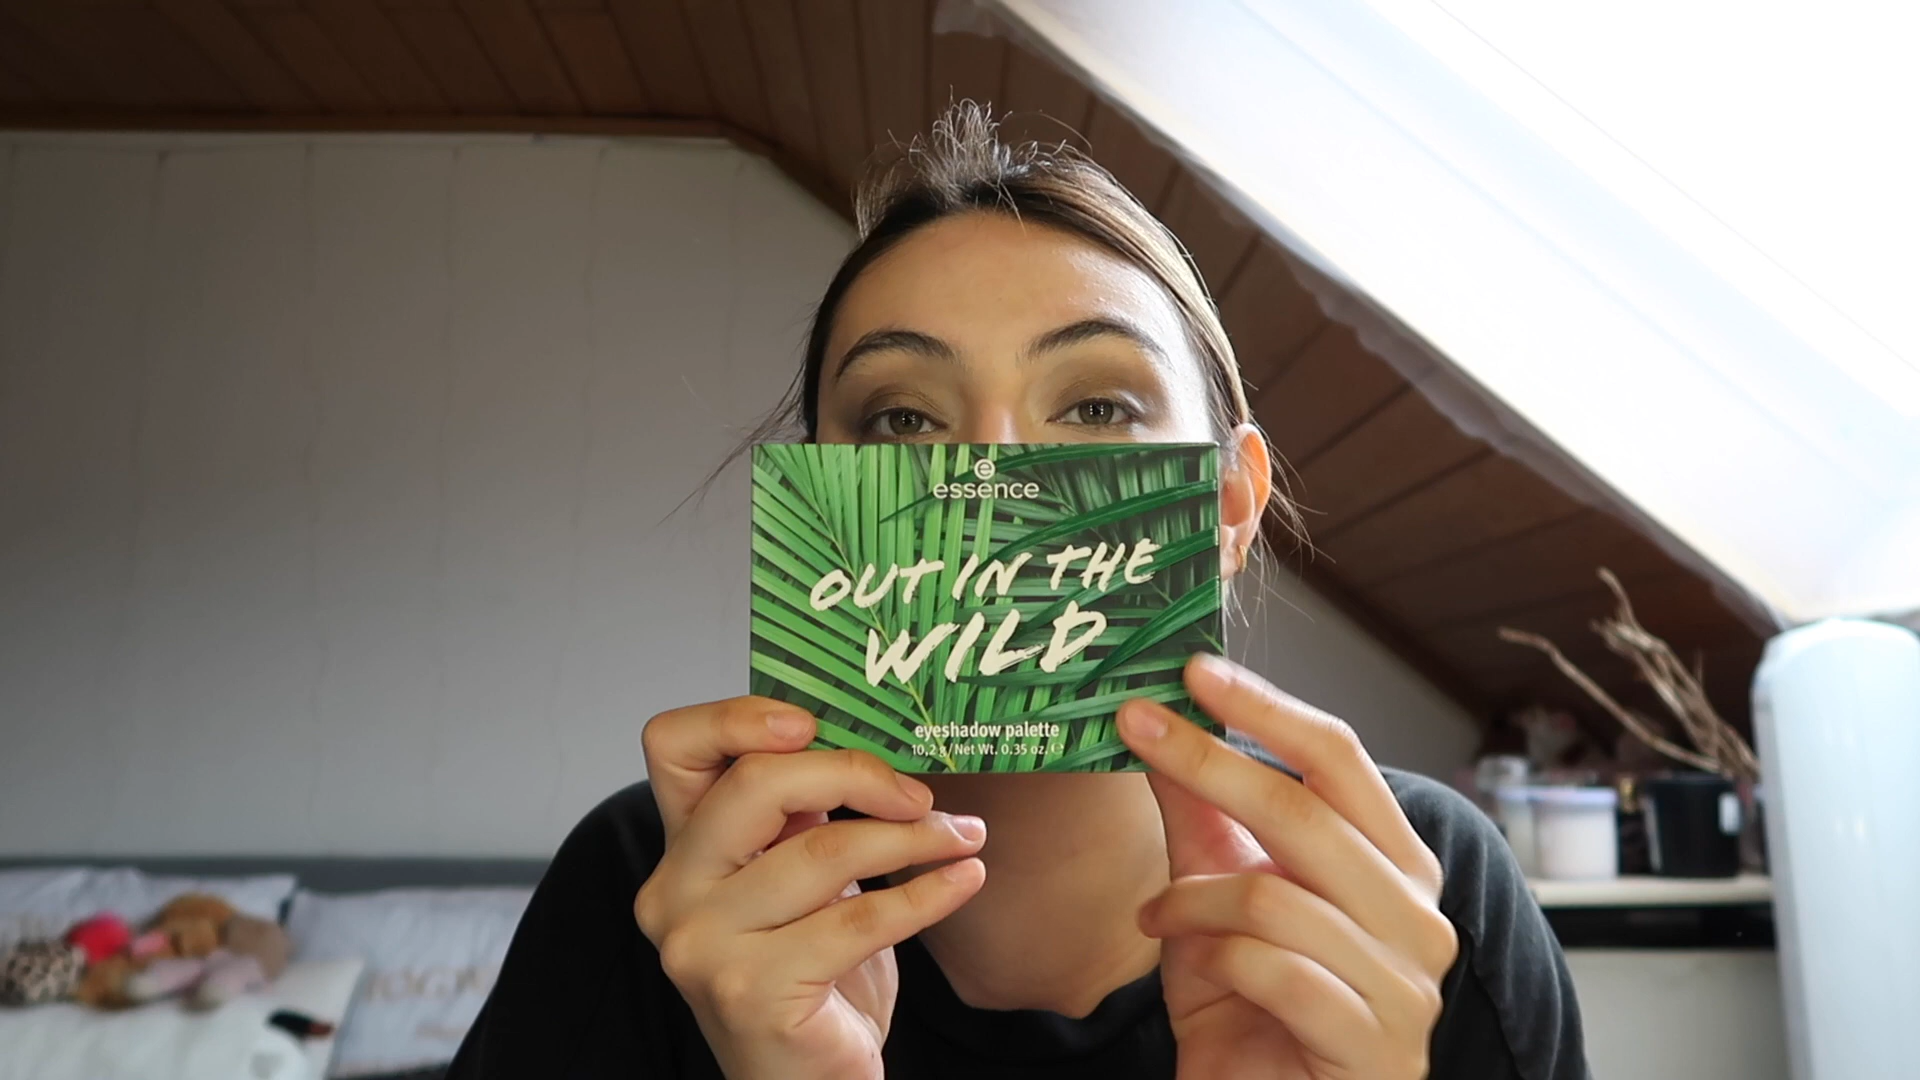 e
essence
OUT IN THE
WILD
eyeshadow palette
10,2 g/Net Wt. 0.35 oz. ℮